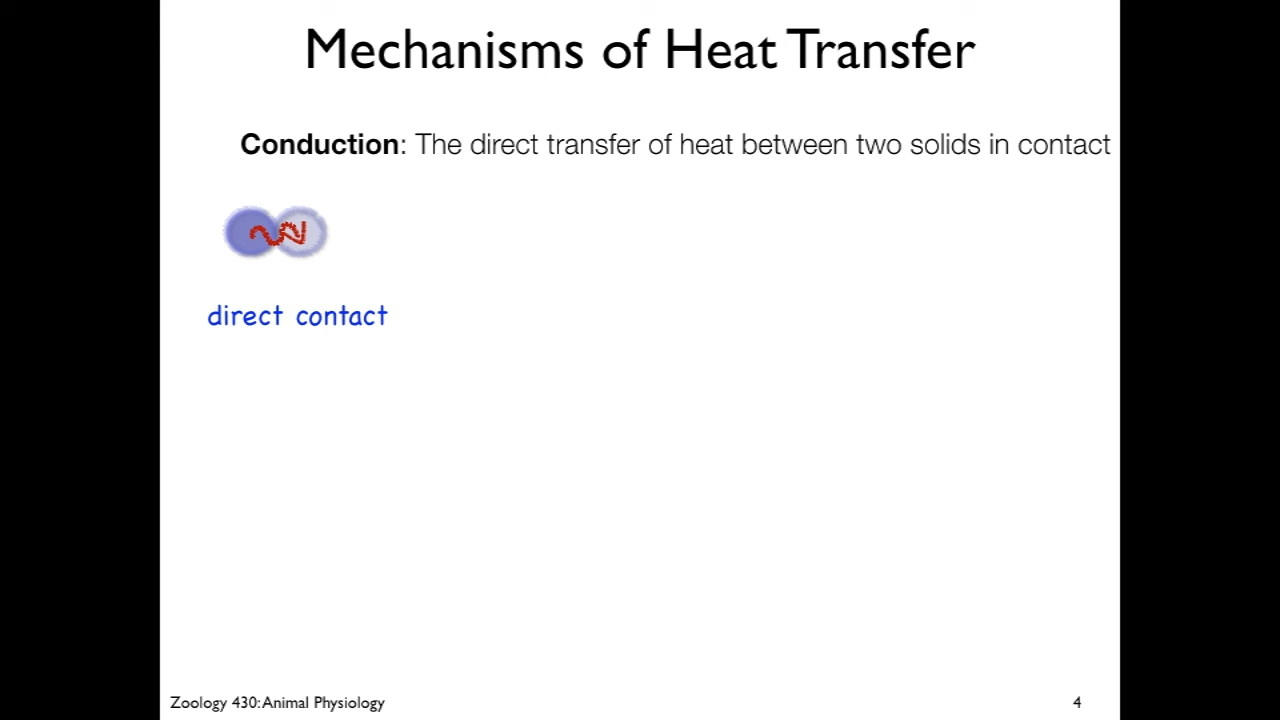 Mechanisms of Heat Transfer
Conduction: The direct transfer of heat between two solids in contact
direct contact
Zoology 430: Animal Physiology
4